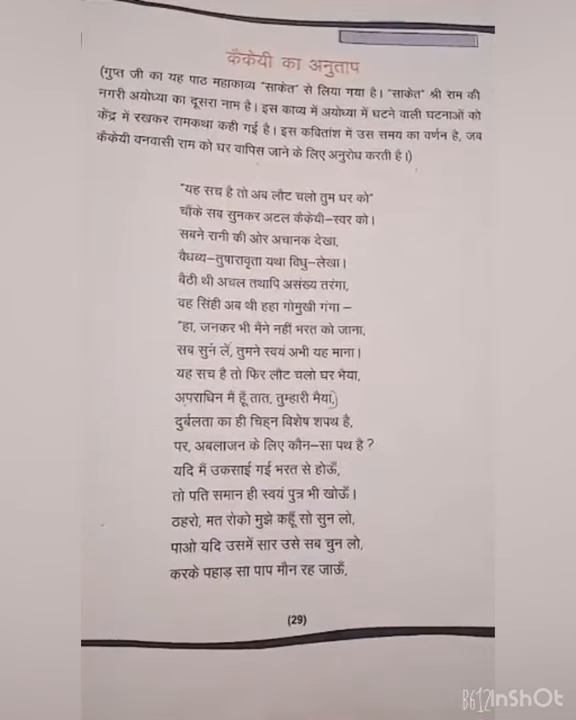 कैकेयी का अनुताप
(गुप्त जी का यह पाठ महाकाव्य "साकेत" से लिया गया है। "साकेत" श्री राम की
नगरी अयोध्या का दूसरा नाम है। इस काव्य में अयोध्या में घटने वाली घटनाओं को
केंद्र में रखकर रामकथा कही गई है। इस कवितांश में उस समय का वर्णन है, जब
कैकेयी वनवासी राम को घर वापिस जाने के लिए अनुरोध करती है।)
"यह सच है तो अब लौट चलो तुम घर को"
चौंके सब सुनकर अटल कैकेयी-स्वर को।
सबने रानी की ओर अचानक देखा,
वैधव्य-तुषारावृता यथा विधु-लेखा।
बैठी थी अचल तथापि असंख्य तरंगा,
वह सिंही अब थी हहा गोमुखी गंगा –
"हा, जनकर भी मैंने नहीं भरत को जाना,
सब सुन लें, तुमने स्वयं अभी यह माना।
यह सच है तो फिर लौट चलो घर भैया,
अपराधिन मैं हूँ तात, तुम्हारी मैया,
दुर्बलता का ही चिह्न विशेष शपथ है,
पर, अबलाजन के लिए कौन-सा पथ है ?
यदि मैं उकसाई गई भरत से होऊँ,
तो पति समान ही स्वयं पुत्र भी खोऊँ।
ठहरो, मत रोको मुझे कहूँ सो सुन लो,
पाओ यदि उसमें सार उसे सब चुन लो,
करके पहाड़ सा पाप मौन रह जाऊँ,
(29)
B612 InShOt